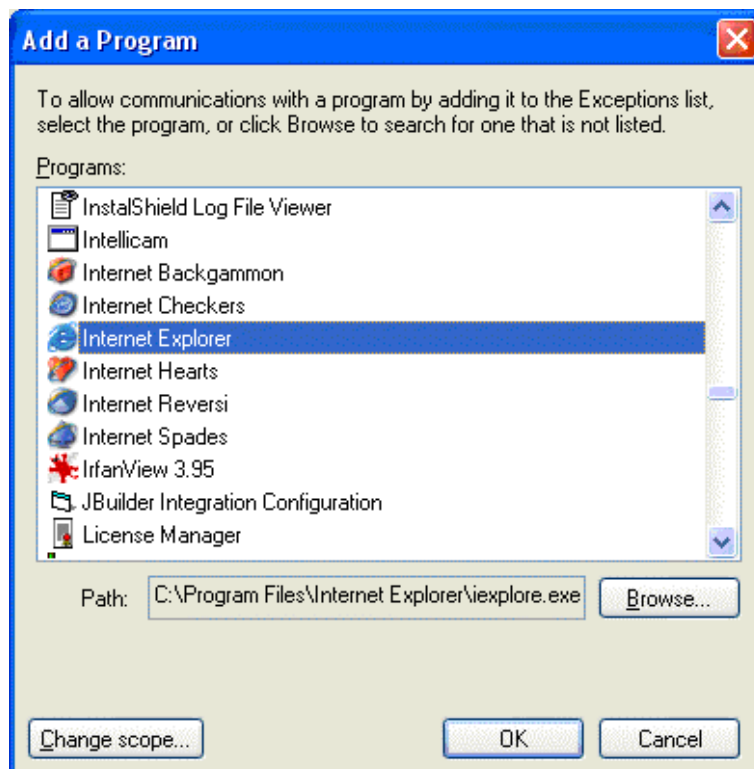 Add a Program
To allow communications with a program by adding it to the Exceptions list,
select the program, or click Browse to search for one that is not listed.
Programs:
InstallShield Log File Viewer
Intellicam
Internet Backgammon
Internet Checkers
Internet Explorer
Internet Hearts
Internet Reversi
Internet Spades
IrfanView 3.95
JBuilder Integration Configuration
License Manager
Path: C:\Program Files\Internet Explorer\iexplore.exe Browse...
Change scope... OK Cancel